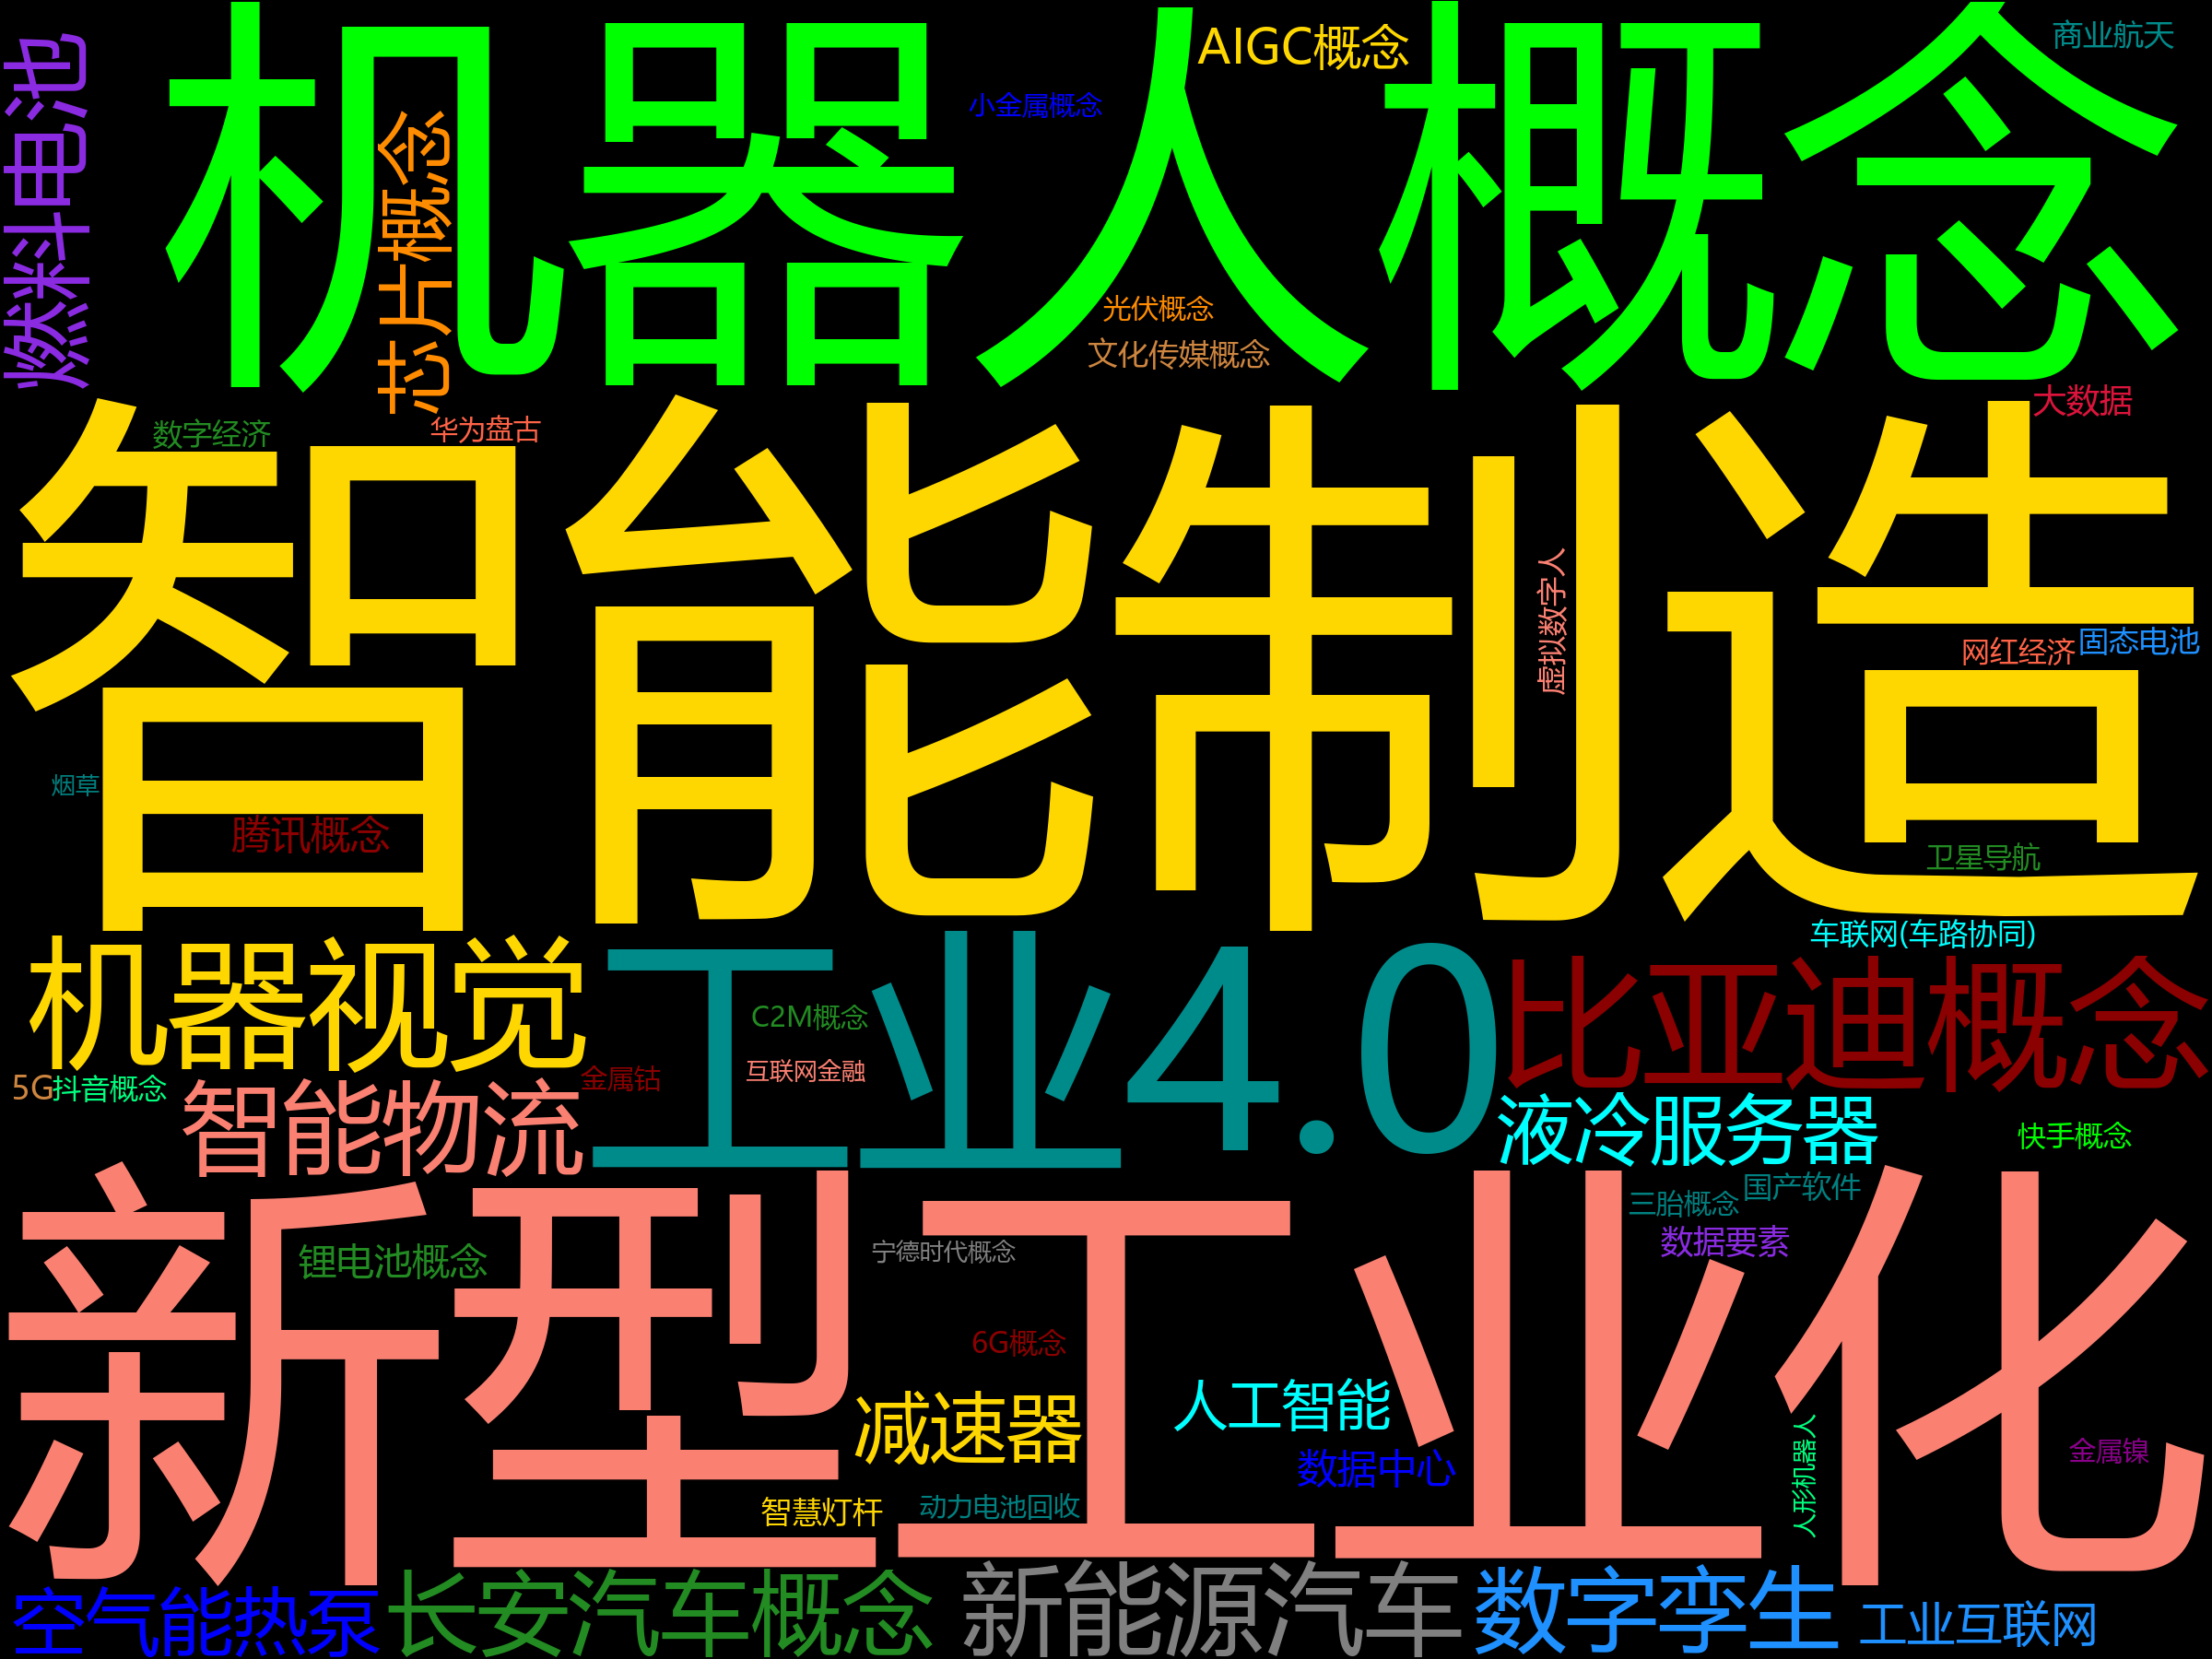 机器人概念
AIGC概念
商业航天
小金属概念
燃料电池
芯片概念
光伏概念
文化传媒概念
大数据
数字经济
华为盘古
智能制造
虚拟数字人
网红经济
固态电池
烟草
腾讯概念
卫星导航
车联网(车路协同)
机器视觉
工业4.0
比亚迪概念
C2M概念
互联网金融
金属钴
5G
抖音概念
智能物流
液冷服务器
快手概念
国产软件
三胎概念
数据要素
新型工业化
锂电池概念
宁德时代概念
6G概念
减速器
人工智能
数据中心
人形机器人
金属镍
智慧灯杆
动力电池回收
空气能热泵
长安汽车概念
新能源汽车
数字孪生
工业互联网